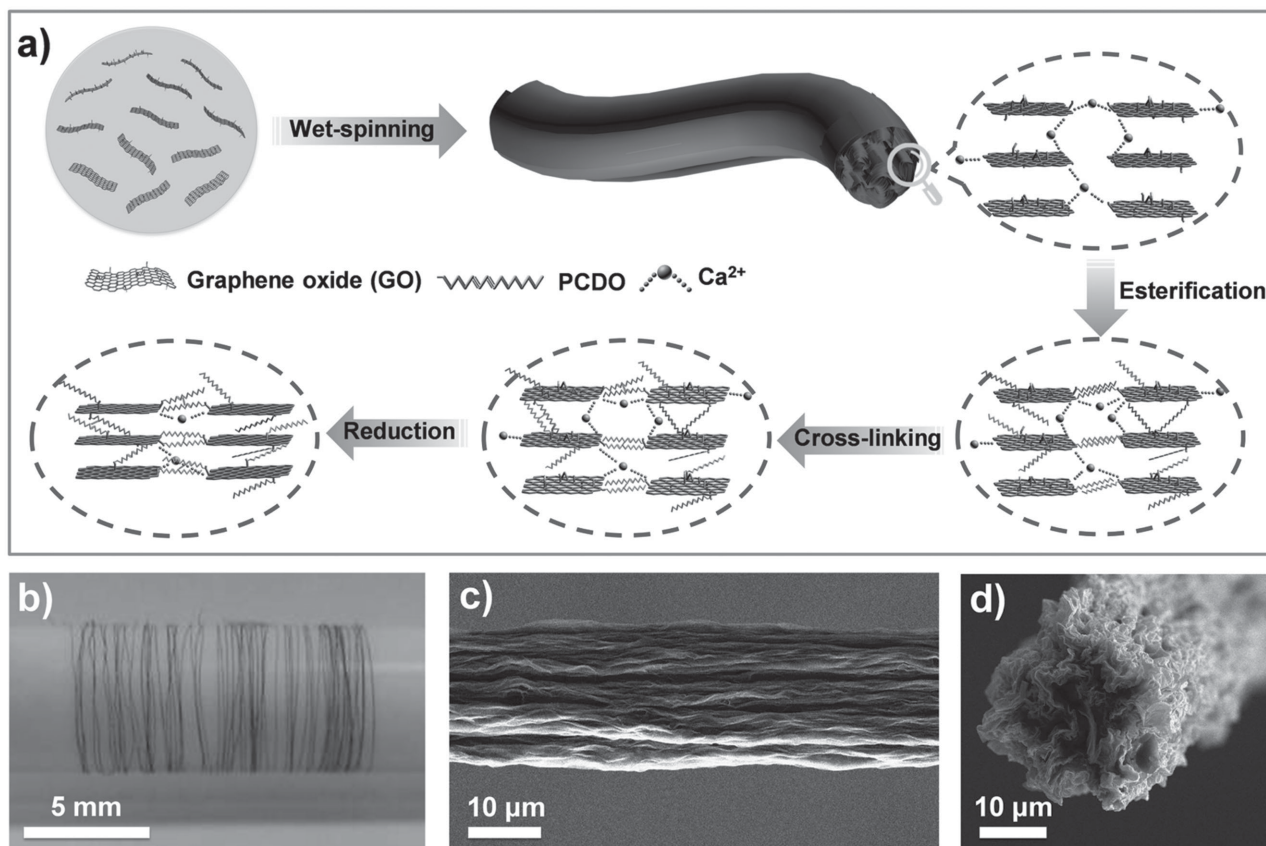 a)
Wet-spinning
Graphene oxide (GO)
PCDO
Ca²⁺
Esterification
Reduction
Cross-linking
b)
5 mm
c)
10 μm
d)
10 μm